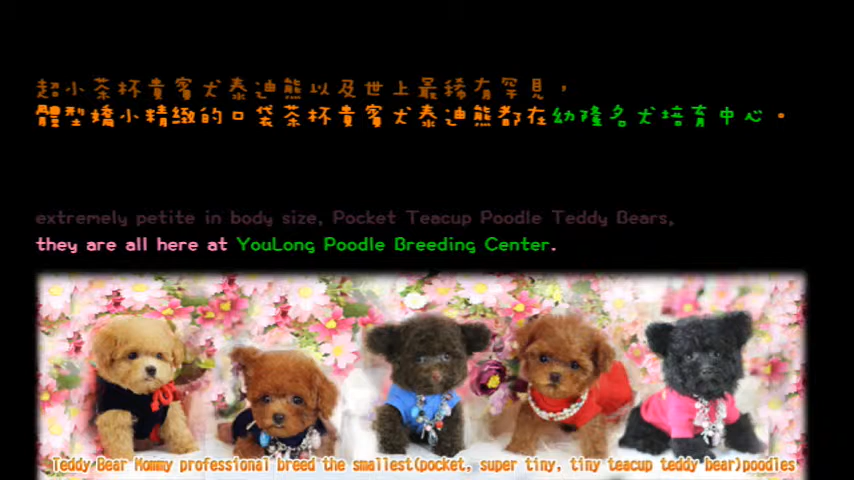 超小茶杯貴賓犬泰迪熊以及世上最稀有罕見，
體型嬌小精緻的口袋茶杯貴賓犬泰迪熊都在幼隆名犬培育中心。
extremely petite in body size, Pocket Teacup Poodle Teddy Bears,
they are all here at YouLong Poodle Breeding Center.
Teddy Bear Mommy professional breed the smallest(pocket, super tiny, tiny teacup teddy bear)poodles